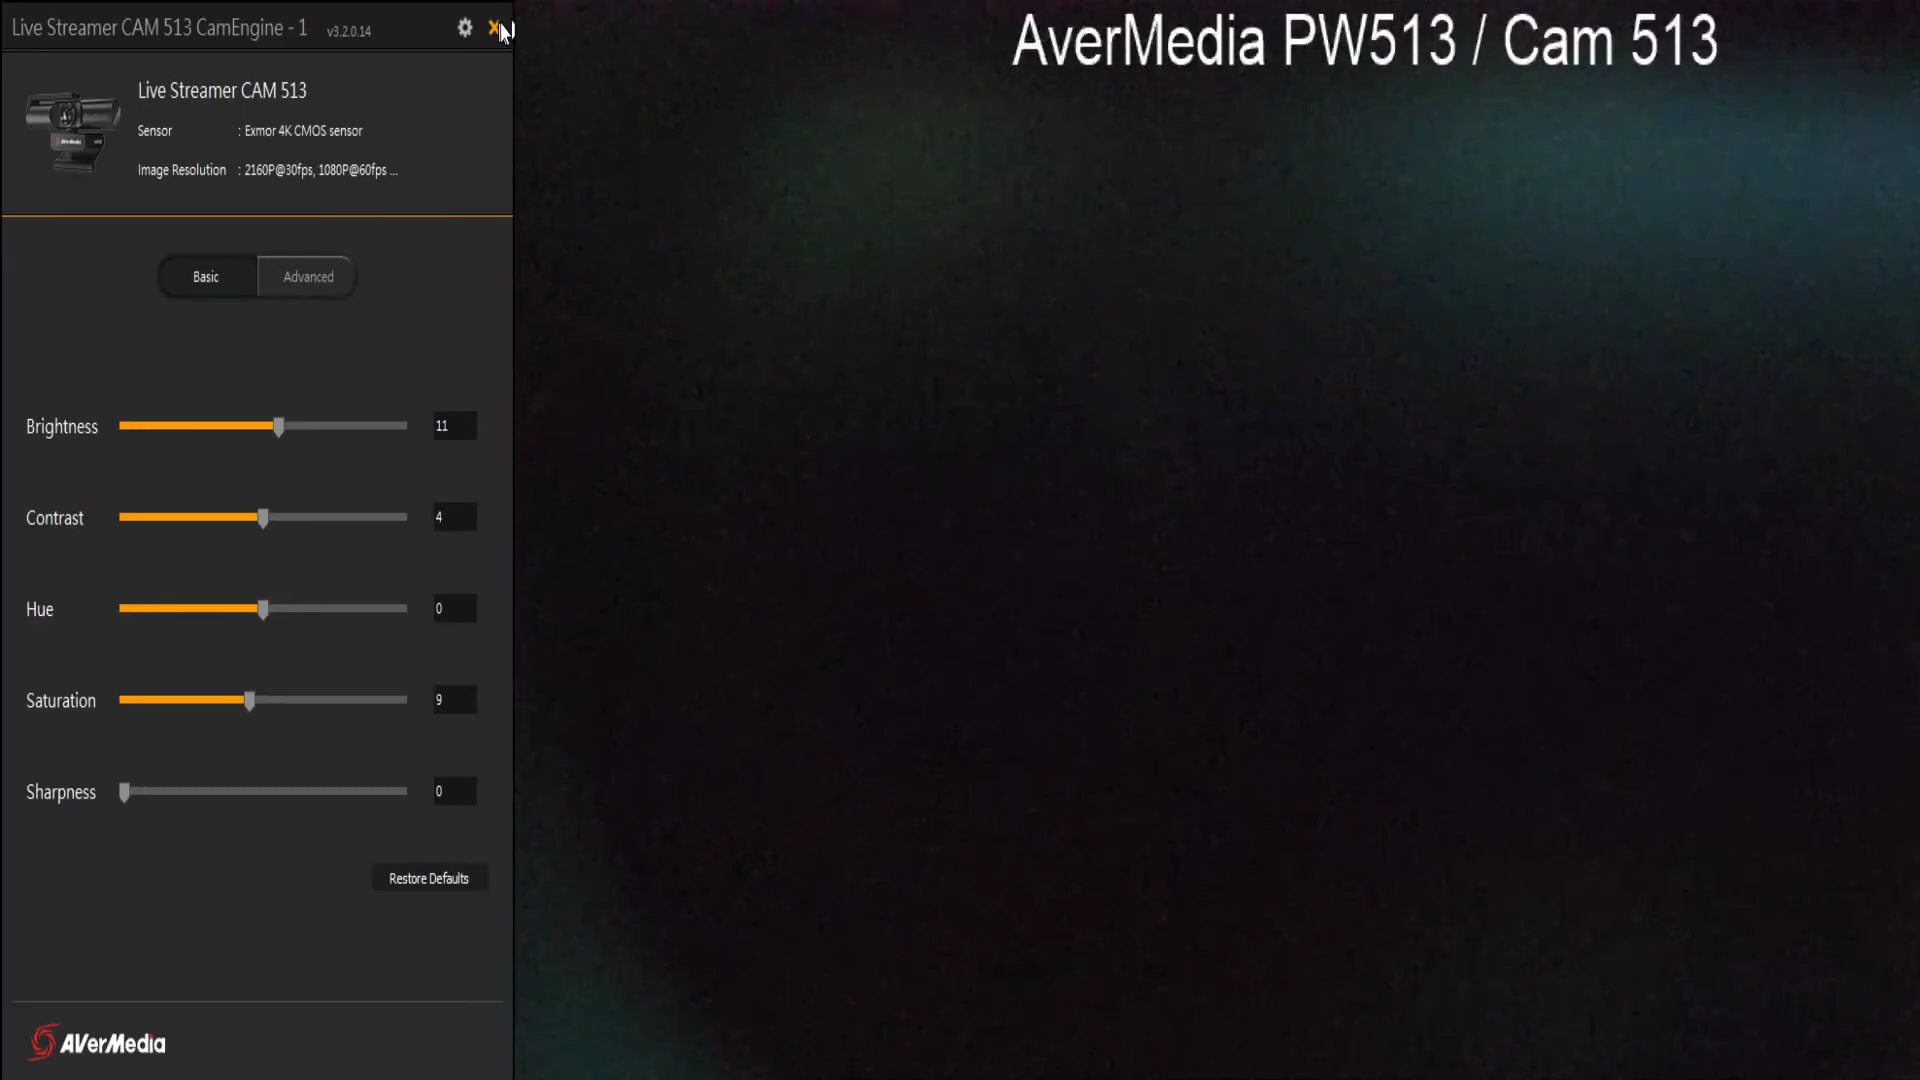 Live Streamer CAM 513 CamEngine - 1 v3.2.0.14
AverMedia PW513 / Cam 513
Live Streamer CAM 513
Sensor : Exmor 4K CMOS sensor
Image Resolution : 2160P@30fps, 1080P@60fps ...
AVerMedia
Basic Advanced
Brightness 11
Contrast 4
Hue 0
Saturation 9
Sharpness 0
Restore Defaults
AVerMedia